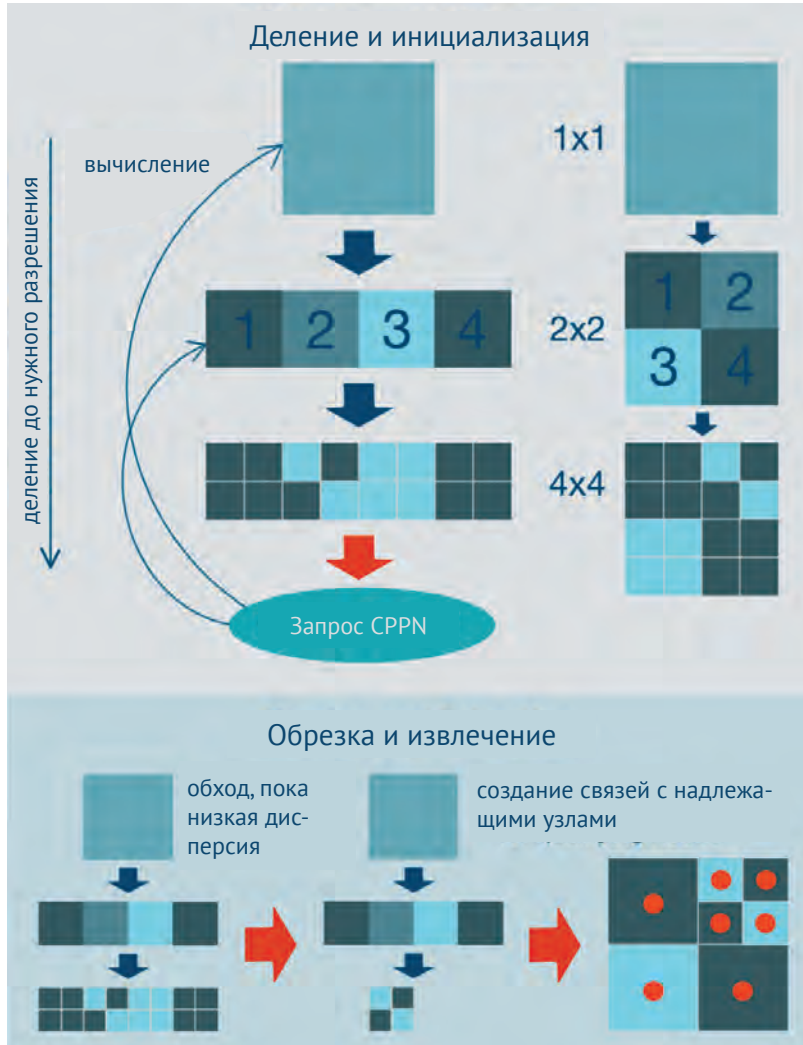 Деление и инициализация
деление до нужного разрешения
вычисление
1x1
1 2 3 4
2x2
1 2
3 4
4x4
Запрос CPPN
Обрезка и извлечение
обход, пока
низкая дис-
персия
создание связей с надлежа-
щими узлами